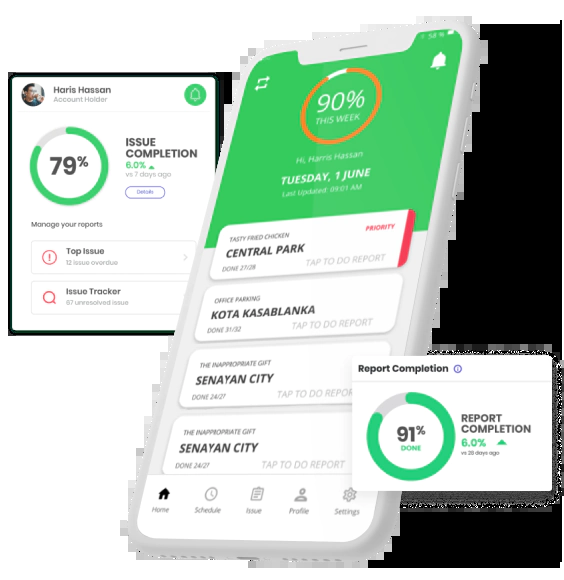 Haris Hassan
Account Holder
79%
ISSUE
COMPLETION
6.0%
vs 7 days ago
Details
Manage your reports
Top Issue
12 issue overdue
Issue Tracker
67 unresolved issue
58 %
90%
THIS WEEK
Hi, Harris Hassan
TUESDAY, 1 JUNE
Last Updated: 09:01 AM
TASTY FRIED CHICKEN
PRIORITY
CENTRAL PARK
DONE 27/28
TAP TO DO REPORT
OFFICE PARKING
KOTA KASABLANKA
DONE 31/32
TAP TO DO REPORT
THE INAPPROPRIATE GIFT
SENAYAN CITY
DONE 24/27
TAP TO DO REPORT
THE INAPPROPRIATE GIFT
SENAYAN CITY
DONE 24/27
TAP TO DO REPORT
Home
Schedule
Issue
Profile
Settings
Report Completion
91%
DONE
REPORT
COMPLETION
6.0%
vs 28 days ago